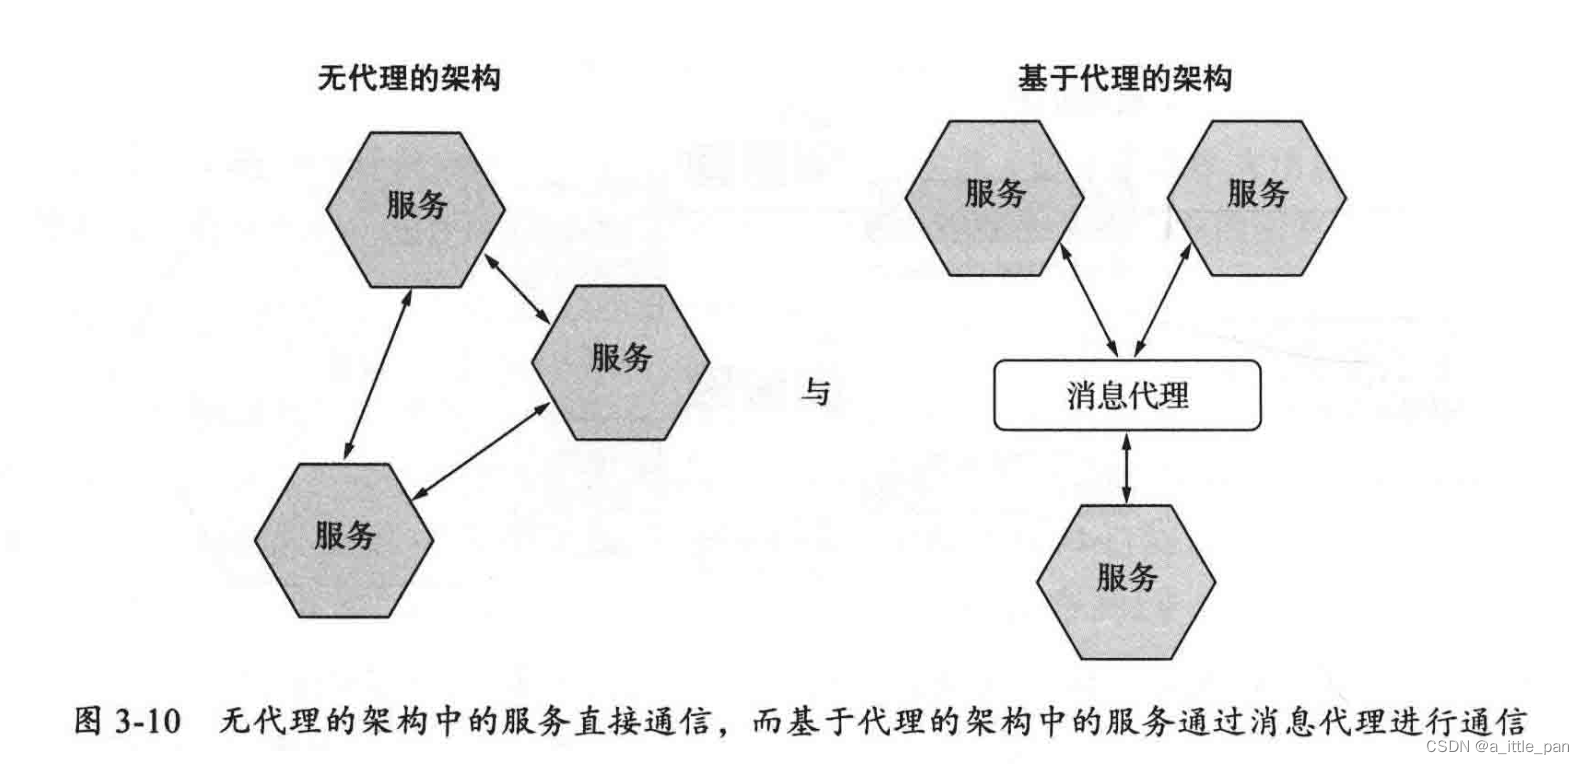 无代理的架构
基于代理的架构
服务
服务
服务
服务
服务
与
消息代理
服务
图 3-10 无代理的架构中的服务直接通信，而基于代理的架构中的服务通过消息代理进行通信
CSDN @a_ittle_pan